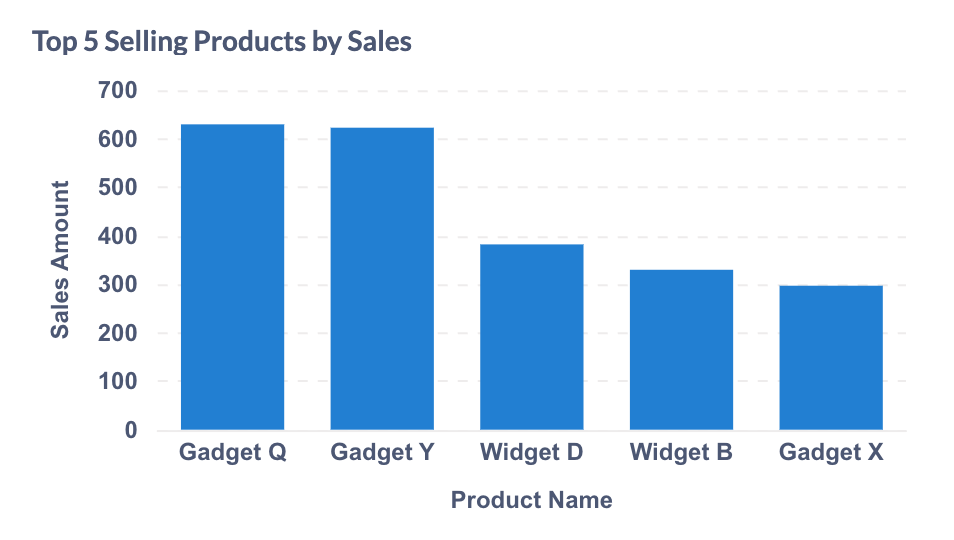 Top 5 Selling Products by Sales
700
600
500
400
300
200
100
0
Sales Amount
Gadget Q Gadget Y Widget D Widget B Gadget X
Product Name